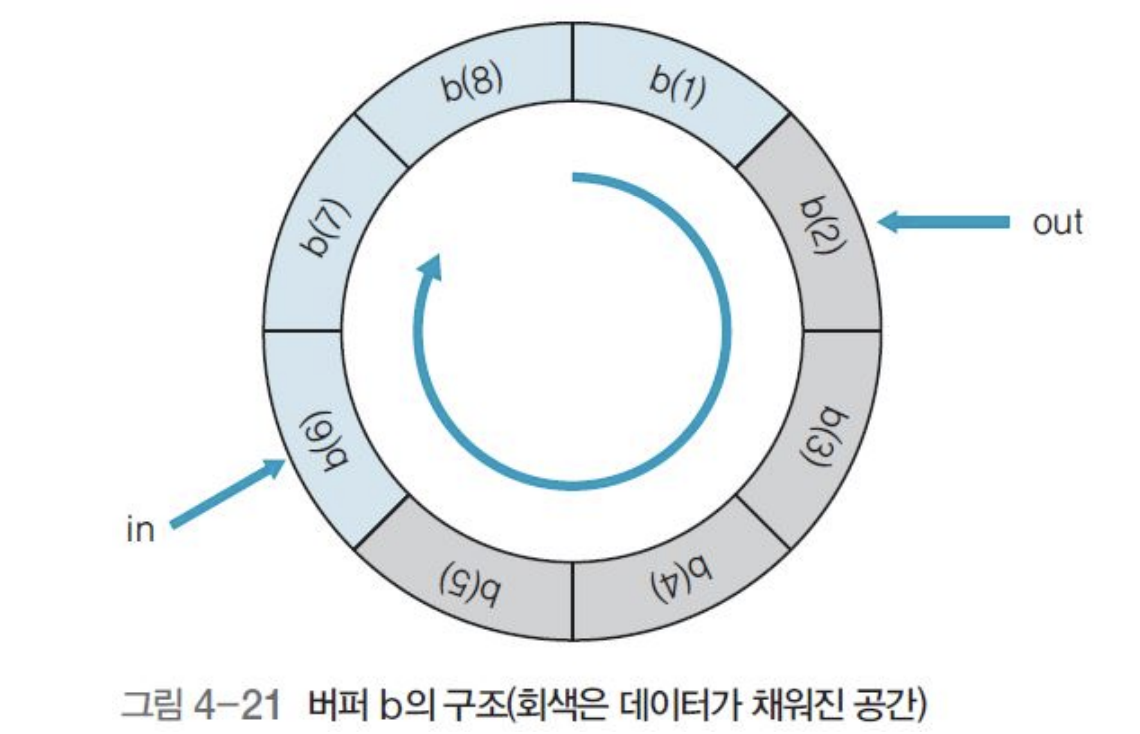 b(8)
b(1)
b(7)
b(2)
out
b(6)
b(3)
in
b(5)
b(4)
그림 4-21 버퍼 b의 구조(회색은 데이터가 채워진 공간)